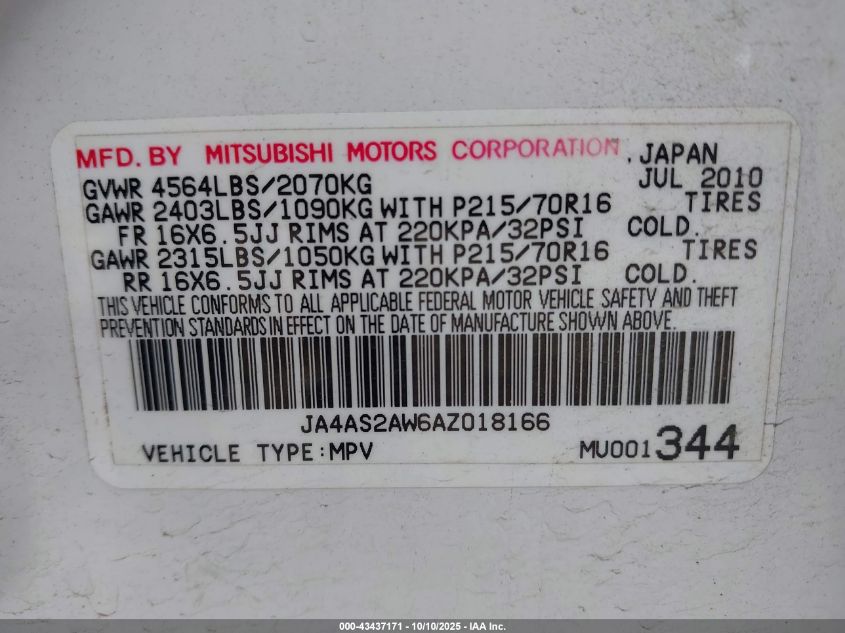 MFD. BY MITSUBISHI MOTORS CORPORATION, JAPAN
GVWR 4564LBS/2070KG JUL 2010
GAWR 2403LBS/1090KG WITH P215/70R16 TIRES
FR 16X6.5JJ RIMS AT 220KPA/32PSI COLD.
GAWR 2315LBS/1050KG WITH P215/70R16 TIRES
RR 16X6.5JJ RIMS AT 220KPA/32PSI COLD.
THIS VEHICLE CONFORMS TO ALL APPLICABLE FEDERAL MOTOR VEHICLE SAFETY AND THEFT
PREVENTION STANDARDS IN EFFECT ON THE DATE OF MANUFACTURE SHOWN ABOVE.
JA4AS2AW6AZ018166
VEHICLE TYPE:MPV MU001344
000-43437171 - 10/10/2025 - IAA Inc.